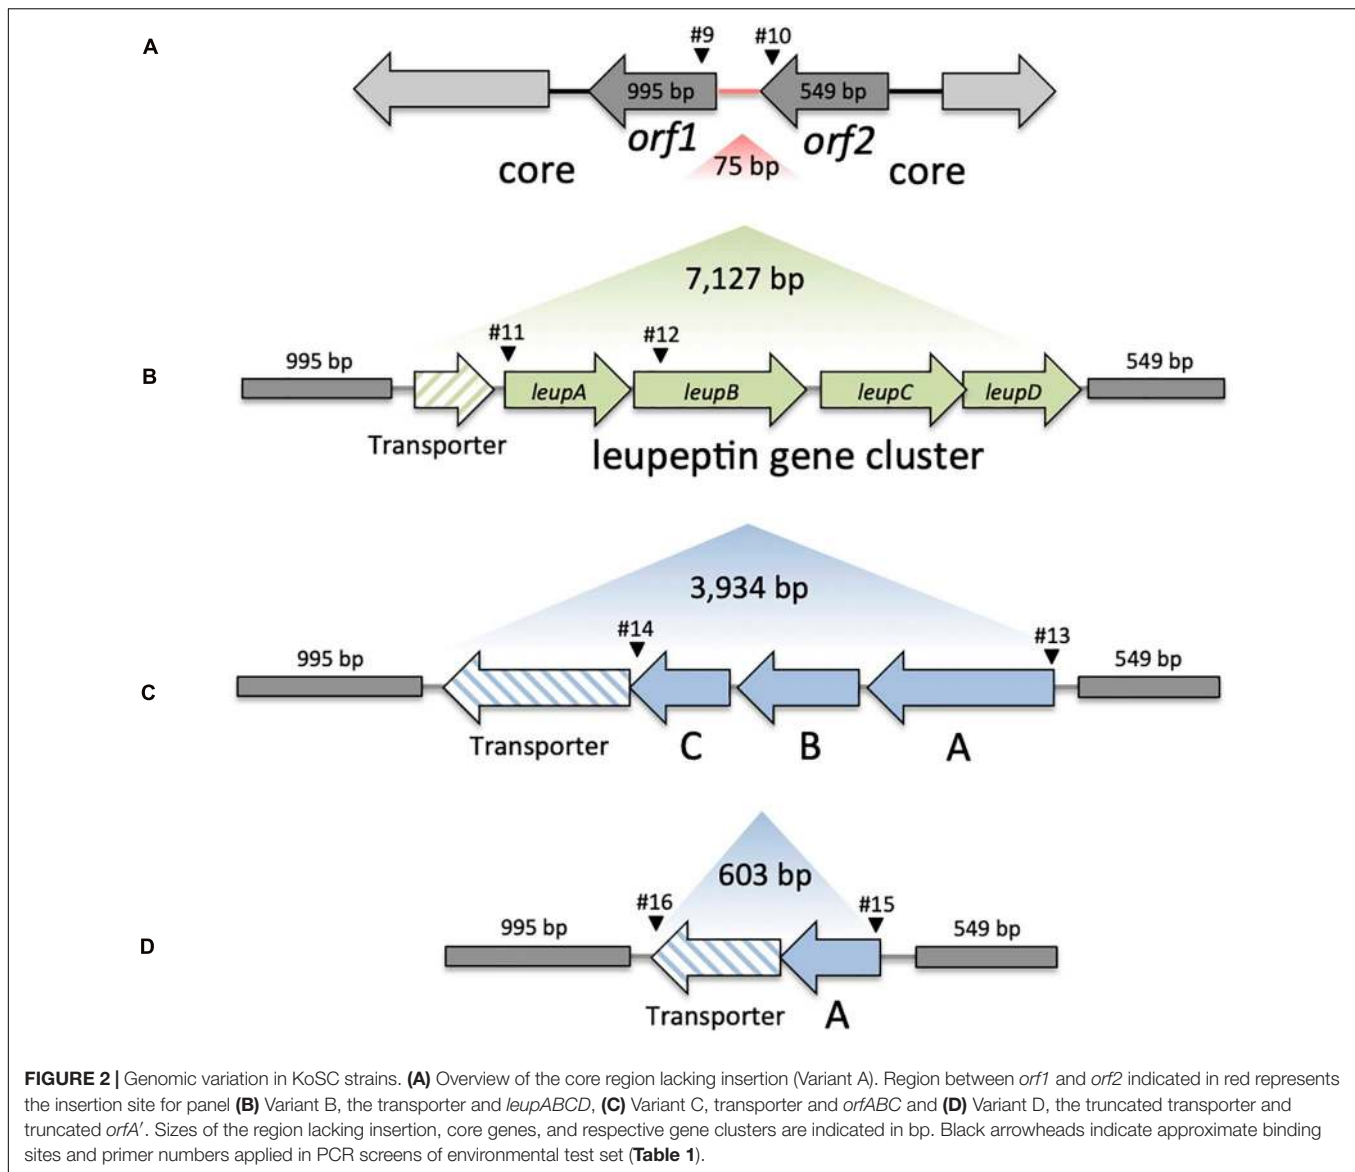 A
#9
#10
995 bp
549 bp
orf1
orf2
core
75 bp
core
7,127 bp
#11
#12
B
995 bp
549 bp
leupA
leupB
leupC
leupD
Transporter
leupeptin gene cluster
3,934 bp
#14
#13
C
995 bp
549 bp
Transporter
C
B
A
603 bp
#16
#15
D
995 bp
549 bp
Transporter
A
FIGURE 2 | Genomic variation in KoSC strains. (A) Overview of the core region lacking insertion (Variant A). Region between orf1 and orf2 indicated in red represents
the insertion site for panel (B) Variant B, the transporter and leupABCD, (C) Variant C, transporter and orfABC and (D) Variant D, the truncated transporter and
truncated orfA′. Sizes of the region lacking insertion, core genes, and respective gene clusters are indicated in bp. Black arrowheads indicate approximate binding
sites and primer numbers applied in PCR screens of environmental test set (Table 1).